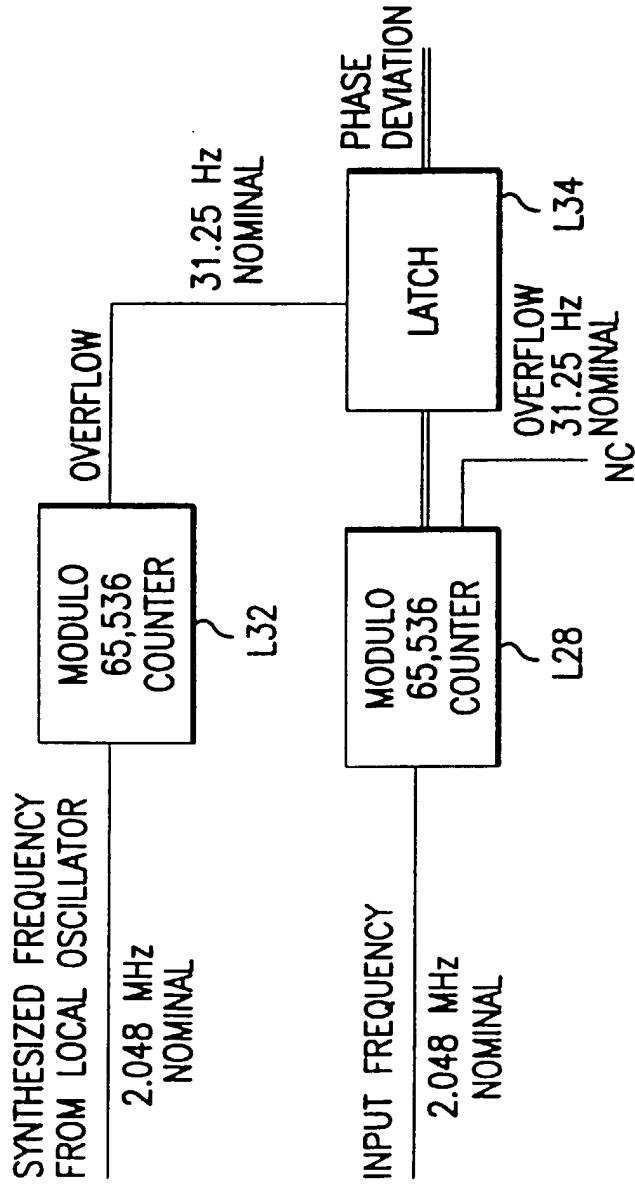 SYNTHESIZED FREQUENCY
FROM LOCAL OSCILLATOR
2.048 MHz
NOMINAL
MODULO
65,536
COUNTER
L32
OVERFLOW
31.25 Hz
NOMINAL
INPUT FREQUENCY
2.048 MHz
NOMINAL
MODULO
65,536
COUNTER
L28
LATCH
L34
PHASE
DEVIATION
OVERFLOW
31.25 Hz
NOMINAL
NC